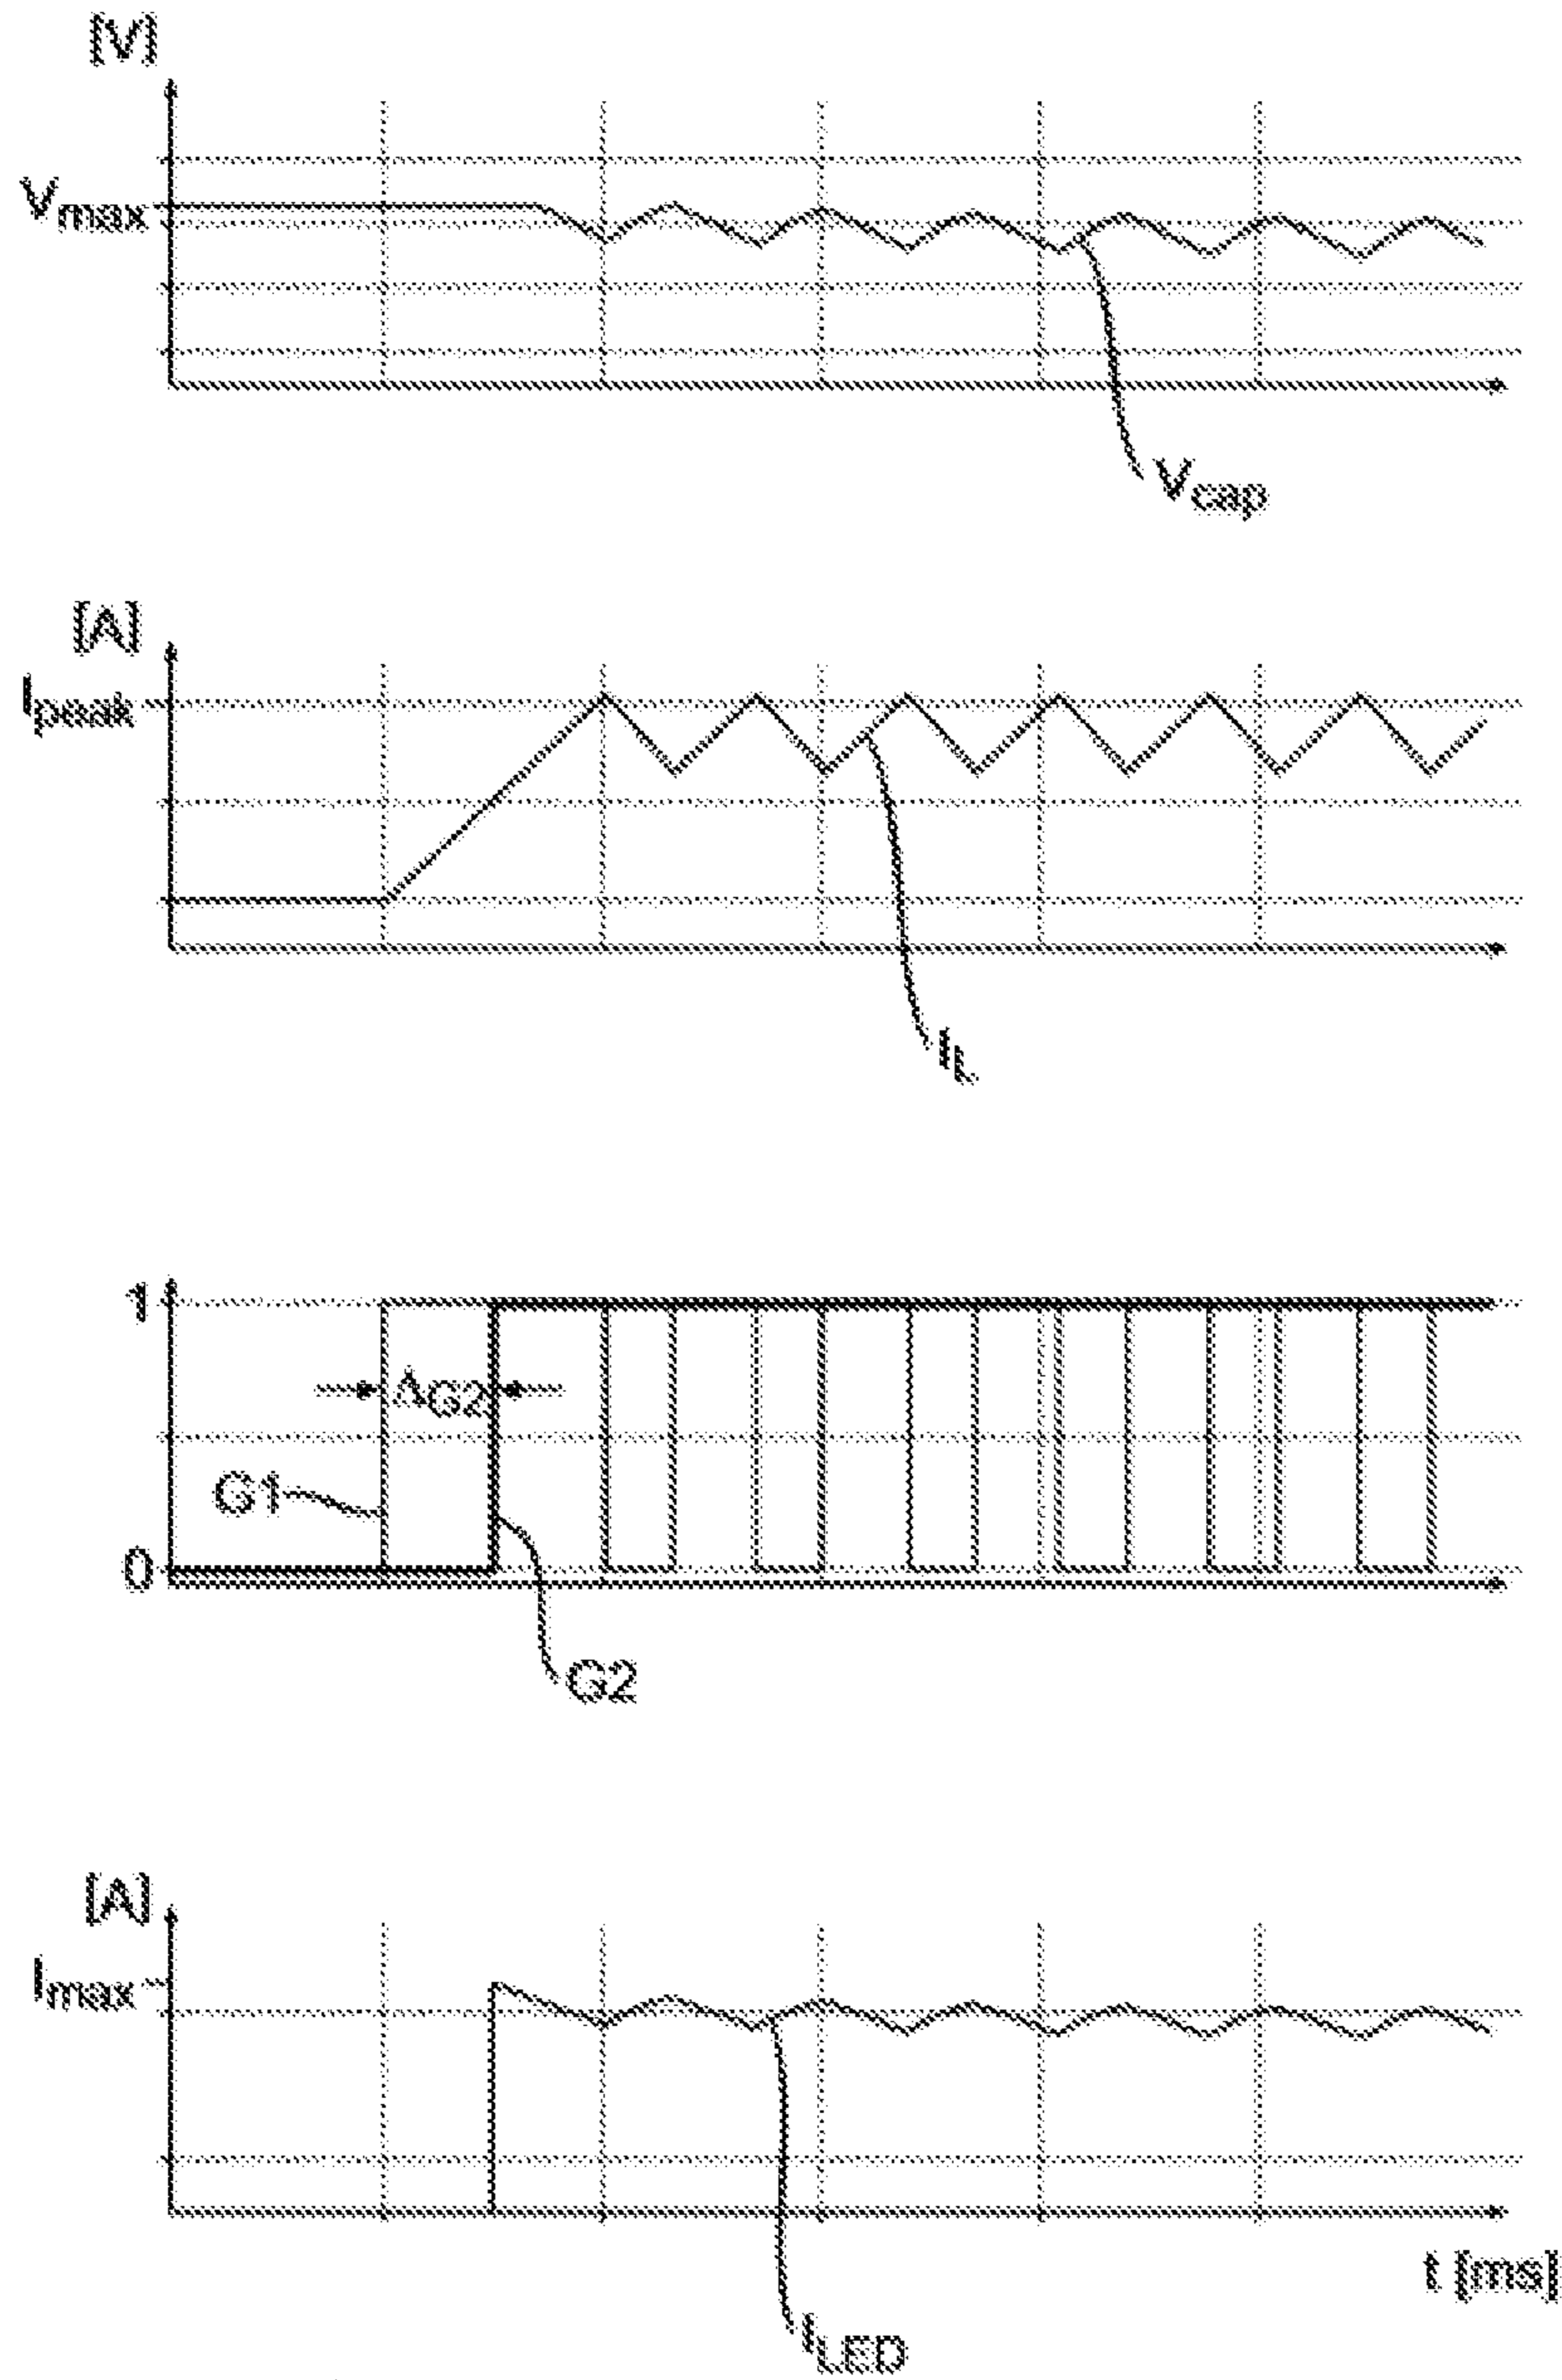 [V]
Vmax
Vcap
[A]
Ipeak
IL
1
ΔG2
G1
0
G2
[A]
Imax
t [ms]
ILED